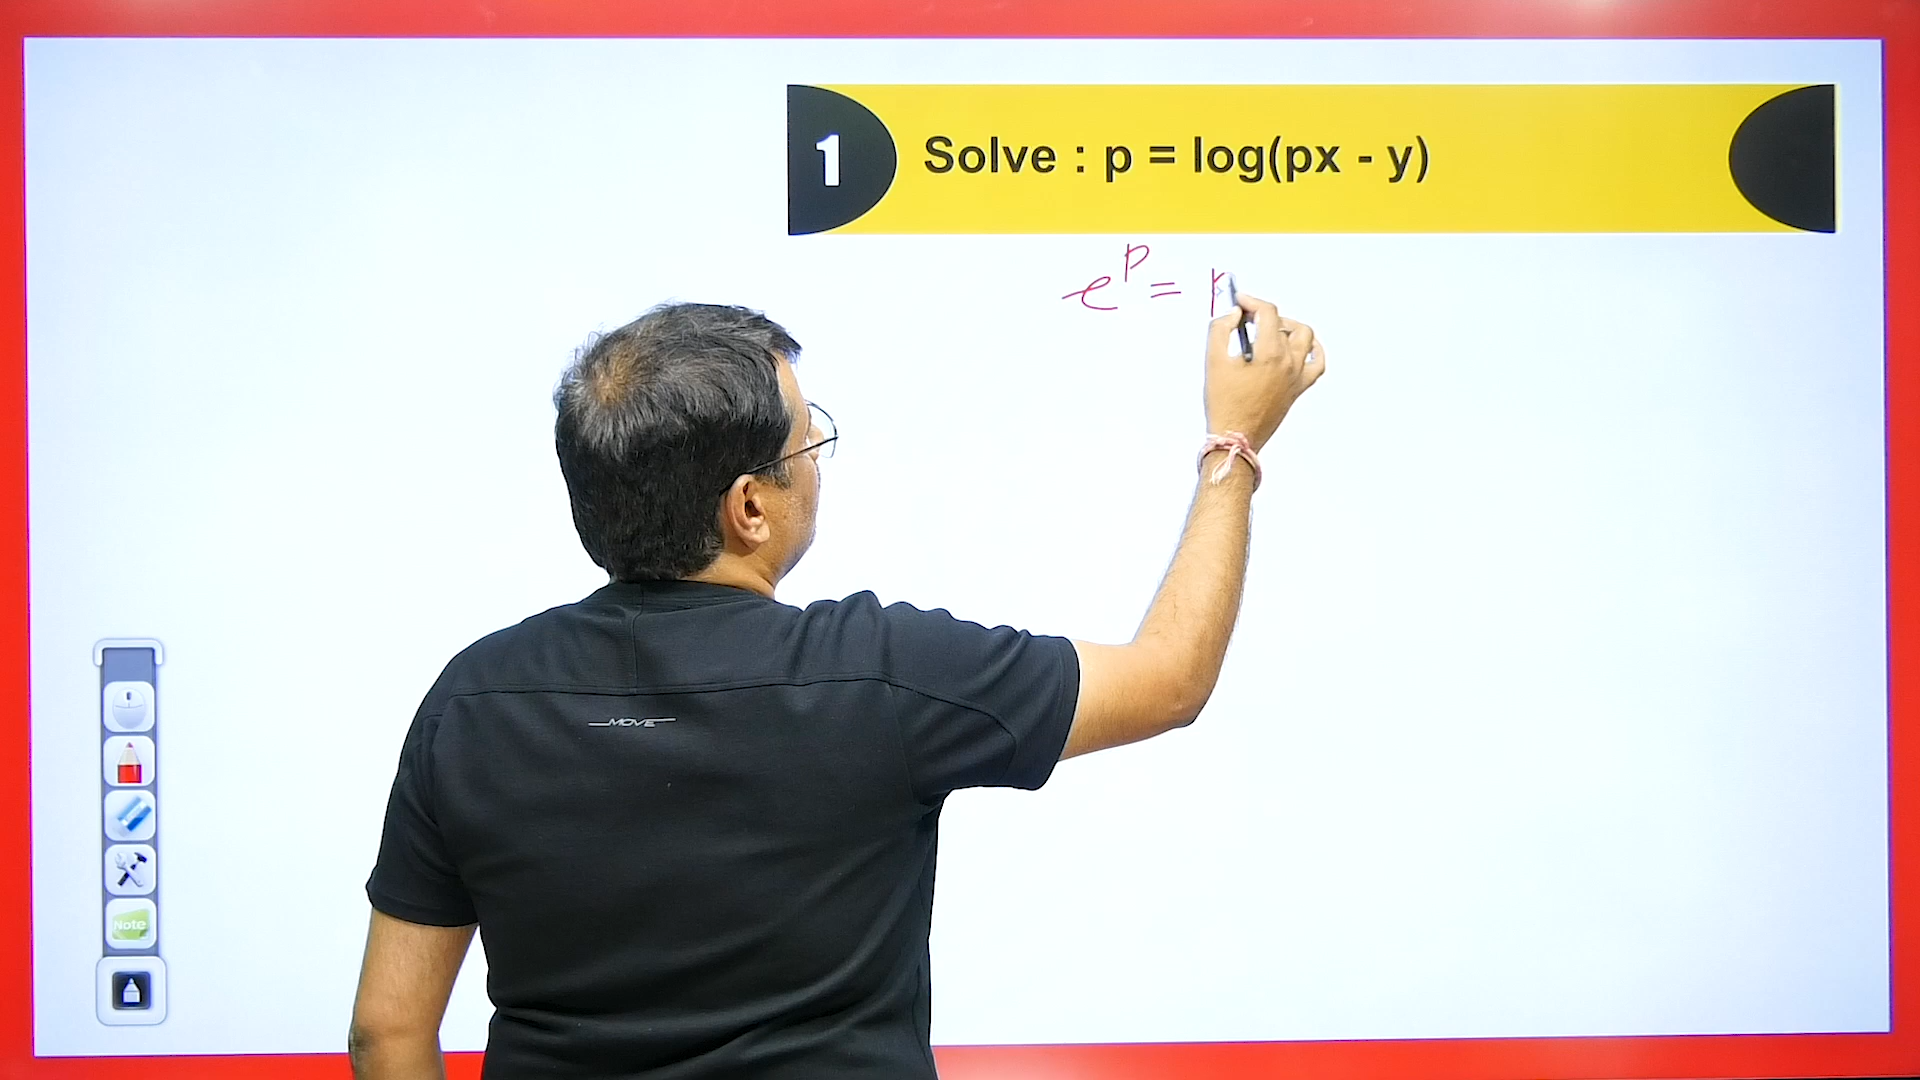 1 Solve : p = log(px - y)
e^p = p
MOVE
Note